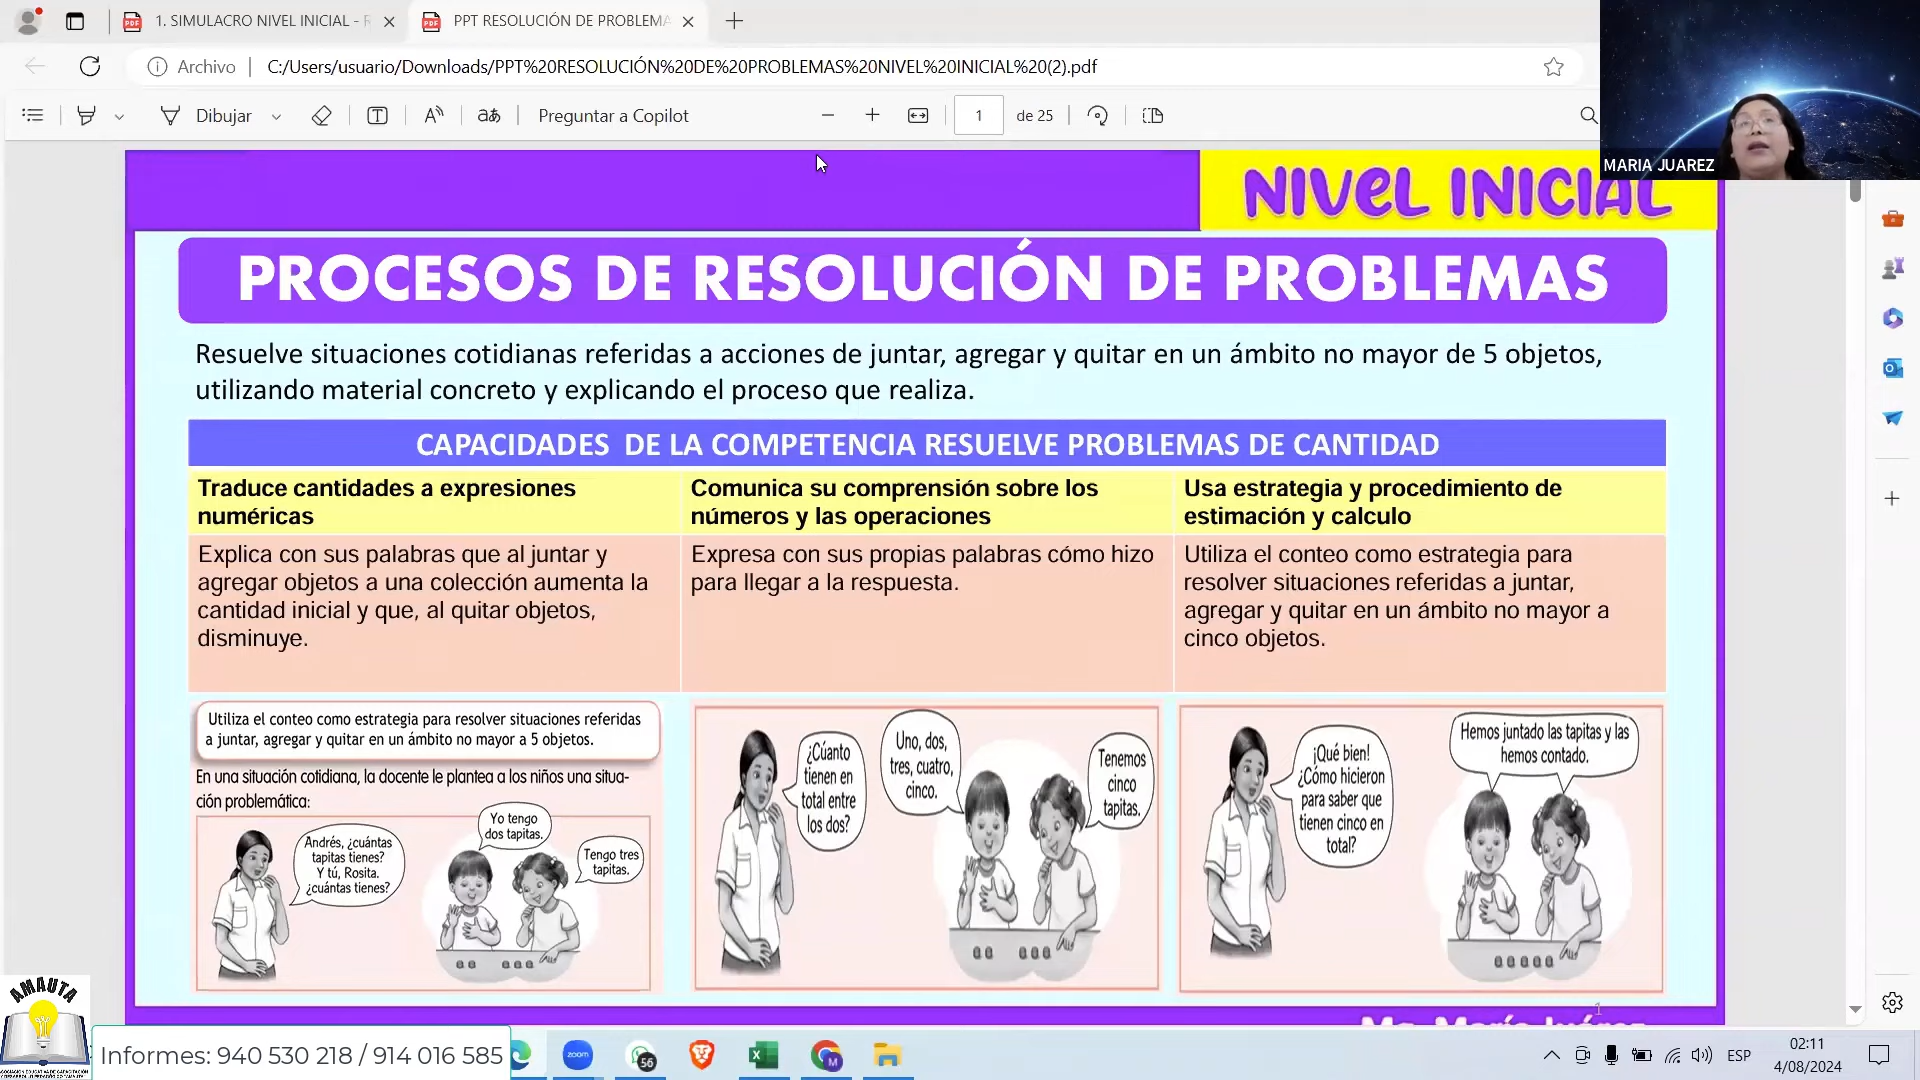 1. SIMULACRO NIVEL INICIAL - R
PPT RESOLUCIÓN DE PROBLEMA
Archivo
C:/Users/usuario/Downloads/PPT%20RESOLUCIÓN%20DE%20PROBLEMAS%20NIVEL%20INICIAL%20(2).pdf
Dibujar
Preguntar a Copilot
1 de 25
MARIA JUAREZ
NIVEL INICIAL
PROCESOS DE RESOLUCIÓN DE PROBLEMAS
Resuelve situaciones cotidianas referidas a acciones de juntar, agregar y quitar en un ámbito no mayor de 5 objetos,
utilizando material concreto y explicando el proceso que realiza.
CAPACIDADES DE LA COMPETENCIA RESUELVE PROBLEMAS DE CANTIDAD
Traduce cantidades a expresiones
numéricas
Comunica su comprensión sobre los
números y las operaciones
Usa estrategia y procedimiento de
estimación y calculo
Explica con sus palabras que al juntar y
agregar objetos a una colección aumenta la
cantidad inicial y que, al quitar objetos,
disminuye.
Expresa con sus propias palabras cómo hizo
para llegar a la respuesta.
Utiliza el conteo como estrategia para
resolver situaciones referidas a juntar,
agregar y quitar en un ámbito no mayor a
cinco objetos.
Utiliza el conteo como estrategia para resolver situaciones referidas
a juntar, agregar y quitar en un ámbito no mayor a 5 objetos.
En una situación cotidiana, la docente le plantea a los niños una situa-
ción problemática:
Andrés, ¿cuántas
tapitas tienes?
Y tú, Rosita.
¿cuántas tienes?
Yo tengo
dos tapitas.
Tengo tres
tapitas.
¿Cúanto
tienen en
total entre
los dos?
Uno, dos,
tres, cuatro,
cinco.
Tenemos
cinco
tapitas.
¡Qué bien!
¿Cómo hicieron
para saber que
tienen cinco en
total?
Hemos juntado las tapitas y las
hemos contado.
1
Mg. María Juárez
AMAUTA
Informes: 940 530 218 / 914 016 585
zoom
56
M
ESP
02:11
4/08/2024